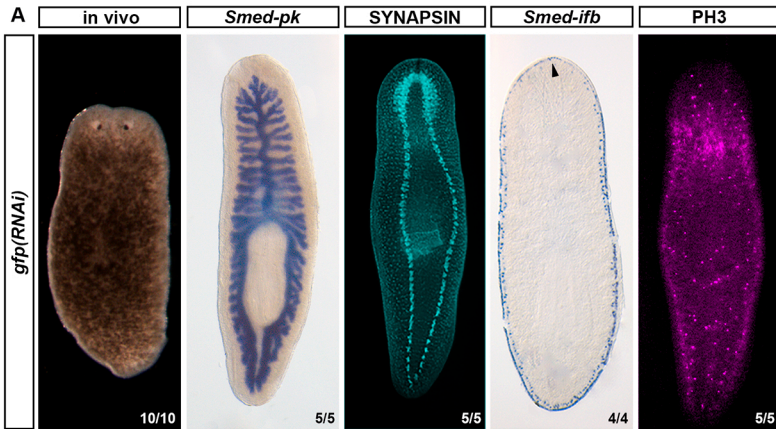 A
in vivo
Smed-pk
SYNAPSIN
Smed-ifb
PH3
gfp(RNAi)
10/10
5/5
5/5
4/4
5/5